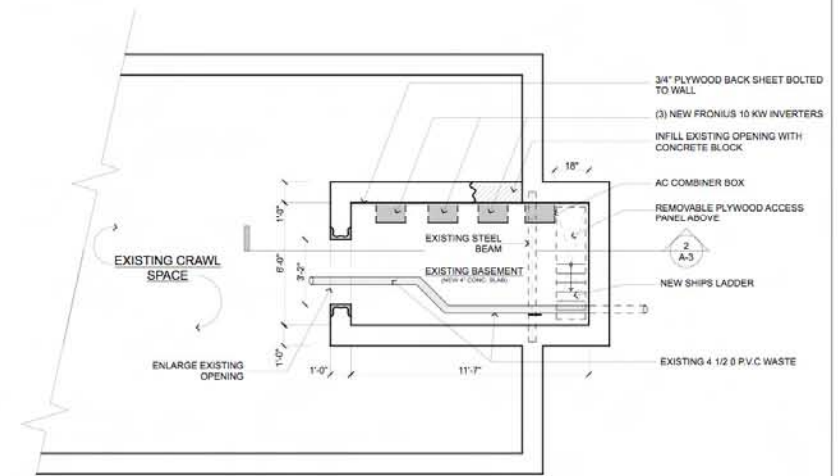 3/4" PLYWOOD BACK SHEET BOLTED
TO WALL
(3) NEW FRONIUS 10 KW INVERTERS
INFILL EXISTING OPENING WITH
CONCRETE BLOCK
18"
AC COMBINER BOX
REMOVABLE PLYWOOD ACCESS
PANEL ABOVE
1'-0"
EXISTING STEEL
BEAM
2
A-3
EXISTING CRAWL
SPACE
6'-0"
3'-2"
EXISTING BASEMENT
(NEW 4" CONC. SLAB)
NEW SHIPS LADDER
1'-0"
ENLARGE EXISTING
OPENING
1'-0"
11'-7"
EXISTING 4 1/2 0 P.V.C WASTE